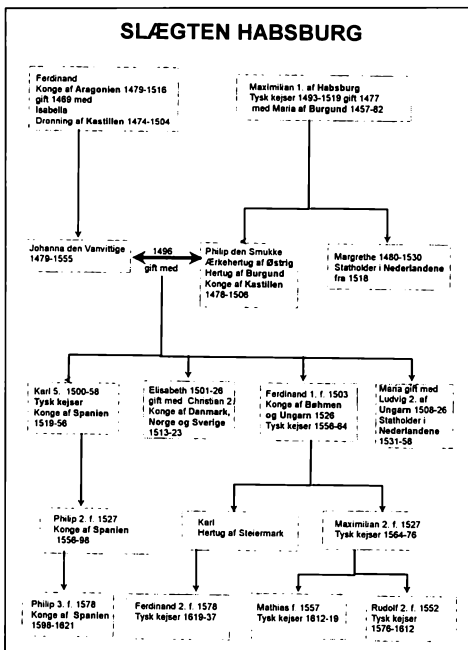 SLÆGTEN HABSBURG
Ferdinand
Konge af Aragonien 1479-1516
gift 1469 med
Isabella
Dronning af Kastillen 1474-1504
Maximilian 1. af Habsburg
Tysk kejser 1493-1519 gift 1477
med Maria af Burgund 1457-82
Johanna den Vanvittige
1479-1555
1496
gift med
Philip den Smukke
Ærkehertug af Østrig
Hertug af Burgund
Konge af Kastillen
1478-1506
Margrethe 1480-1530
Statholder i Nederlandene
fra 1518
Karl 5. 1500-58
Tysk kejser
Konge af Spanien
1519-56
Elisabeth 1501-26
gift med Christian 2.
Konge af Danmark,
Norge og Sverige
1513-23
Ferdinand 1. f. 1503
Konge af Bøhmen
og Ungarn 1526
Tysk kejser 1556-64
Maria gift med
Ludvig 2. af
Ungarn 1508-26
Statholder i
Nederlandene
1531-58
Philip 2. f. 1527
Konge af Spanien
1556-98
Karl
Hertug af Steiermark
Maximilian 2. f. 1527
Tysk kejser 1564-76
Philip 3. f. 1578
Konge af Spanien
1598-1621
Ferdinand 2. f. 1578
Tysk kejser 1619-37
Mathias f. 1557
Tysk kejser 1612-19
Rudolf 2. f. 1552
Tysk kejser
1576-1612